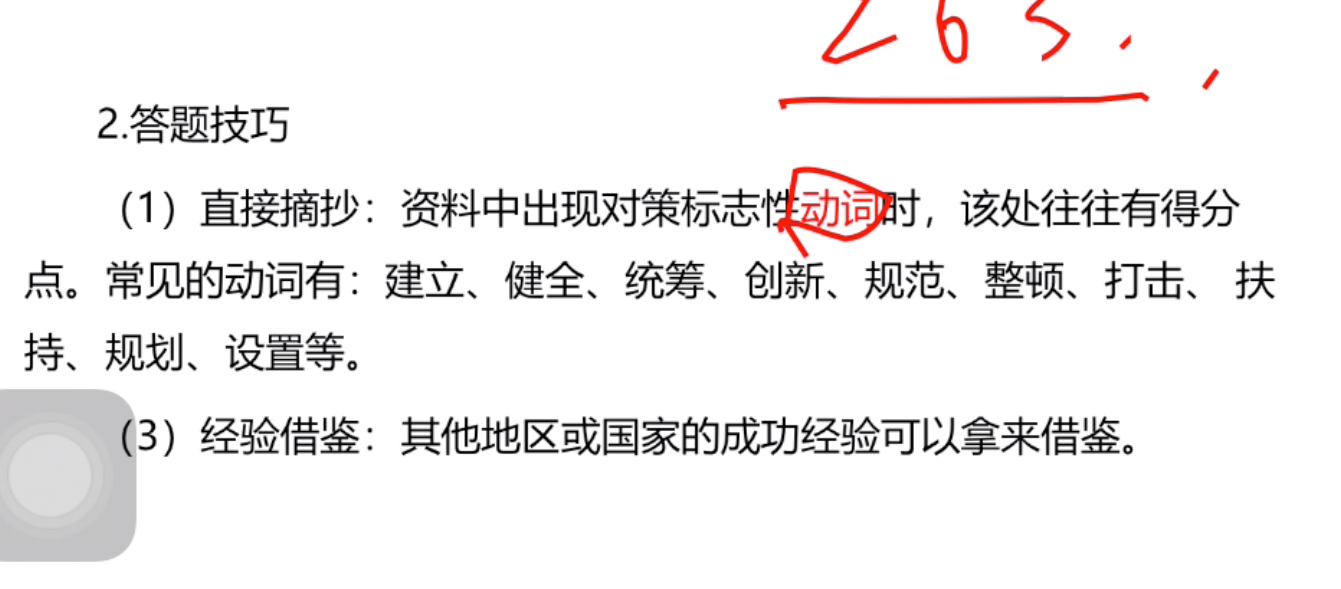 2.答题技巧
（1）直接摘抄：资料中出现对策标志性动词时，该处往往有得分
点。常见的动词有：建立、健全、统筹、创新、规范、整顿、打击、 扶
持、规划、设置等。
（3）经验借鉴：其他地区或国家的成功经验可以拿来借鉴。